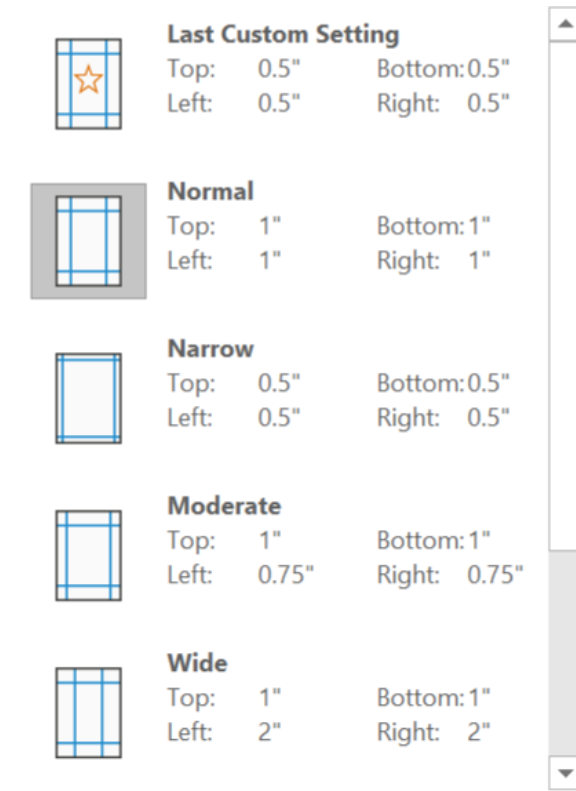 Last Custom Setting
Top: 0.5" Bottom: 0.5"
Left: 0.5" Right: 0.5"
Normal
Top: 1" Bottom: 1"
Left: 1" Right: 1"
Narrow
Top: 0.5" Bottom: 0.5"
Left: 0.5" Right: 0.5"
Moderate
Top: 1" Bottom: 1"
Left: 0.75" Right: 0.75"
Wide
Top: 1" Bottom: 1"
Left: 2" Right: 2"